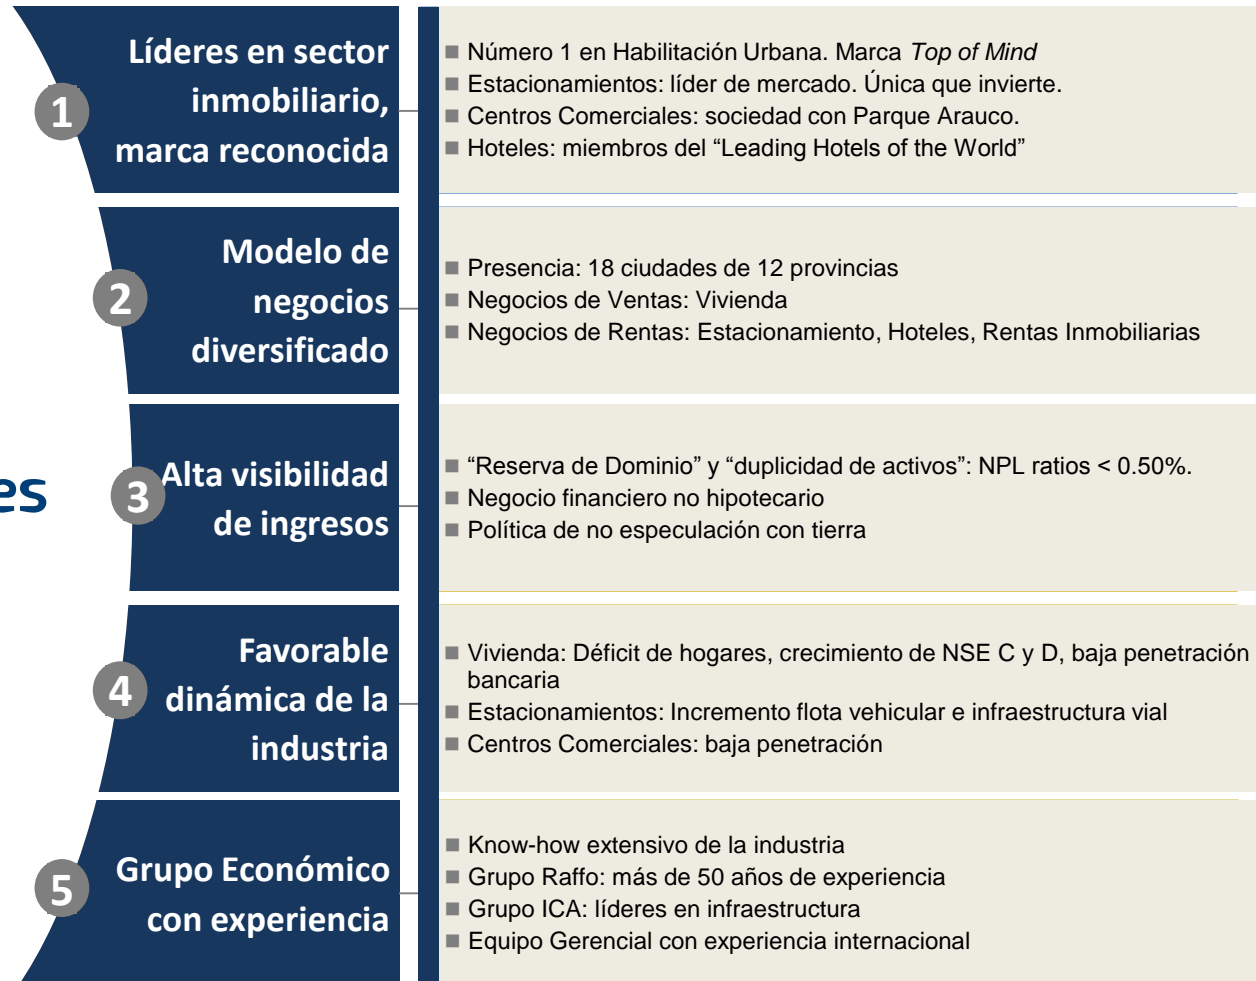 1
Líderes en sector
inmobiliario,
marca reconocida
Número 1 en Habilitación Urbana. Marca Top of Mind
Estacionamientos: líder de mercado. Única que invierte.
Centros Comerciales: sociedad con Parque Arauco.
Hoteles: miembros del “Leading Hotels of the World”
2
Modelo de
negocios
diversificado
Presencia: 18 ciudades de 12 provincias
Negocios de Ventas: Vivienda
Negocios de Rentas: Estacionamiento, Hoteles, Rentas Inmobiliarias
es
3
Alta visibilidad
de ingresos
“Reserva de Dominio” y “duplicidad de activos”: NPL ratios < 0.50%.
Negocio financiero no hipotecario
Política de no especulación con tierra
4
Favorable
dinámica de la
industria
Vivienda: Déficit de hogares, crecimiento de NSE C y D, baja penetración
bancaria
Estacionamientos: Incremento flota vehicular e infraestructura vial
Centros Comerciales: baja penetración
5
Grupo Económico
con experiencia
Know-how extensivo de la industria
Grupo Raffo: más de 50 años de experiencia
Grupo ICA: líderes en infraestructura
Equipo Gerencial con experiencia internacional